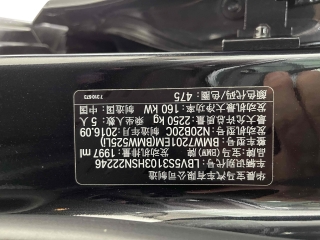 华晨宝马汽车有限公司制造
车辆识别代号:LBV5S3103HSN22246
品牌:宝马(BMW) 发动机排量:1997 ml
整车型号:BMW7201EM(BMW525Li)
发动机型号:N20B20C 制造年月:2016.09
最大允许总质量:2250 kg 乘坐人数:5 人
发动机最大净功率:160 KW 制造国:中国
颜色代码/色圈:475
7310973